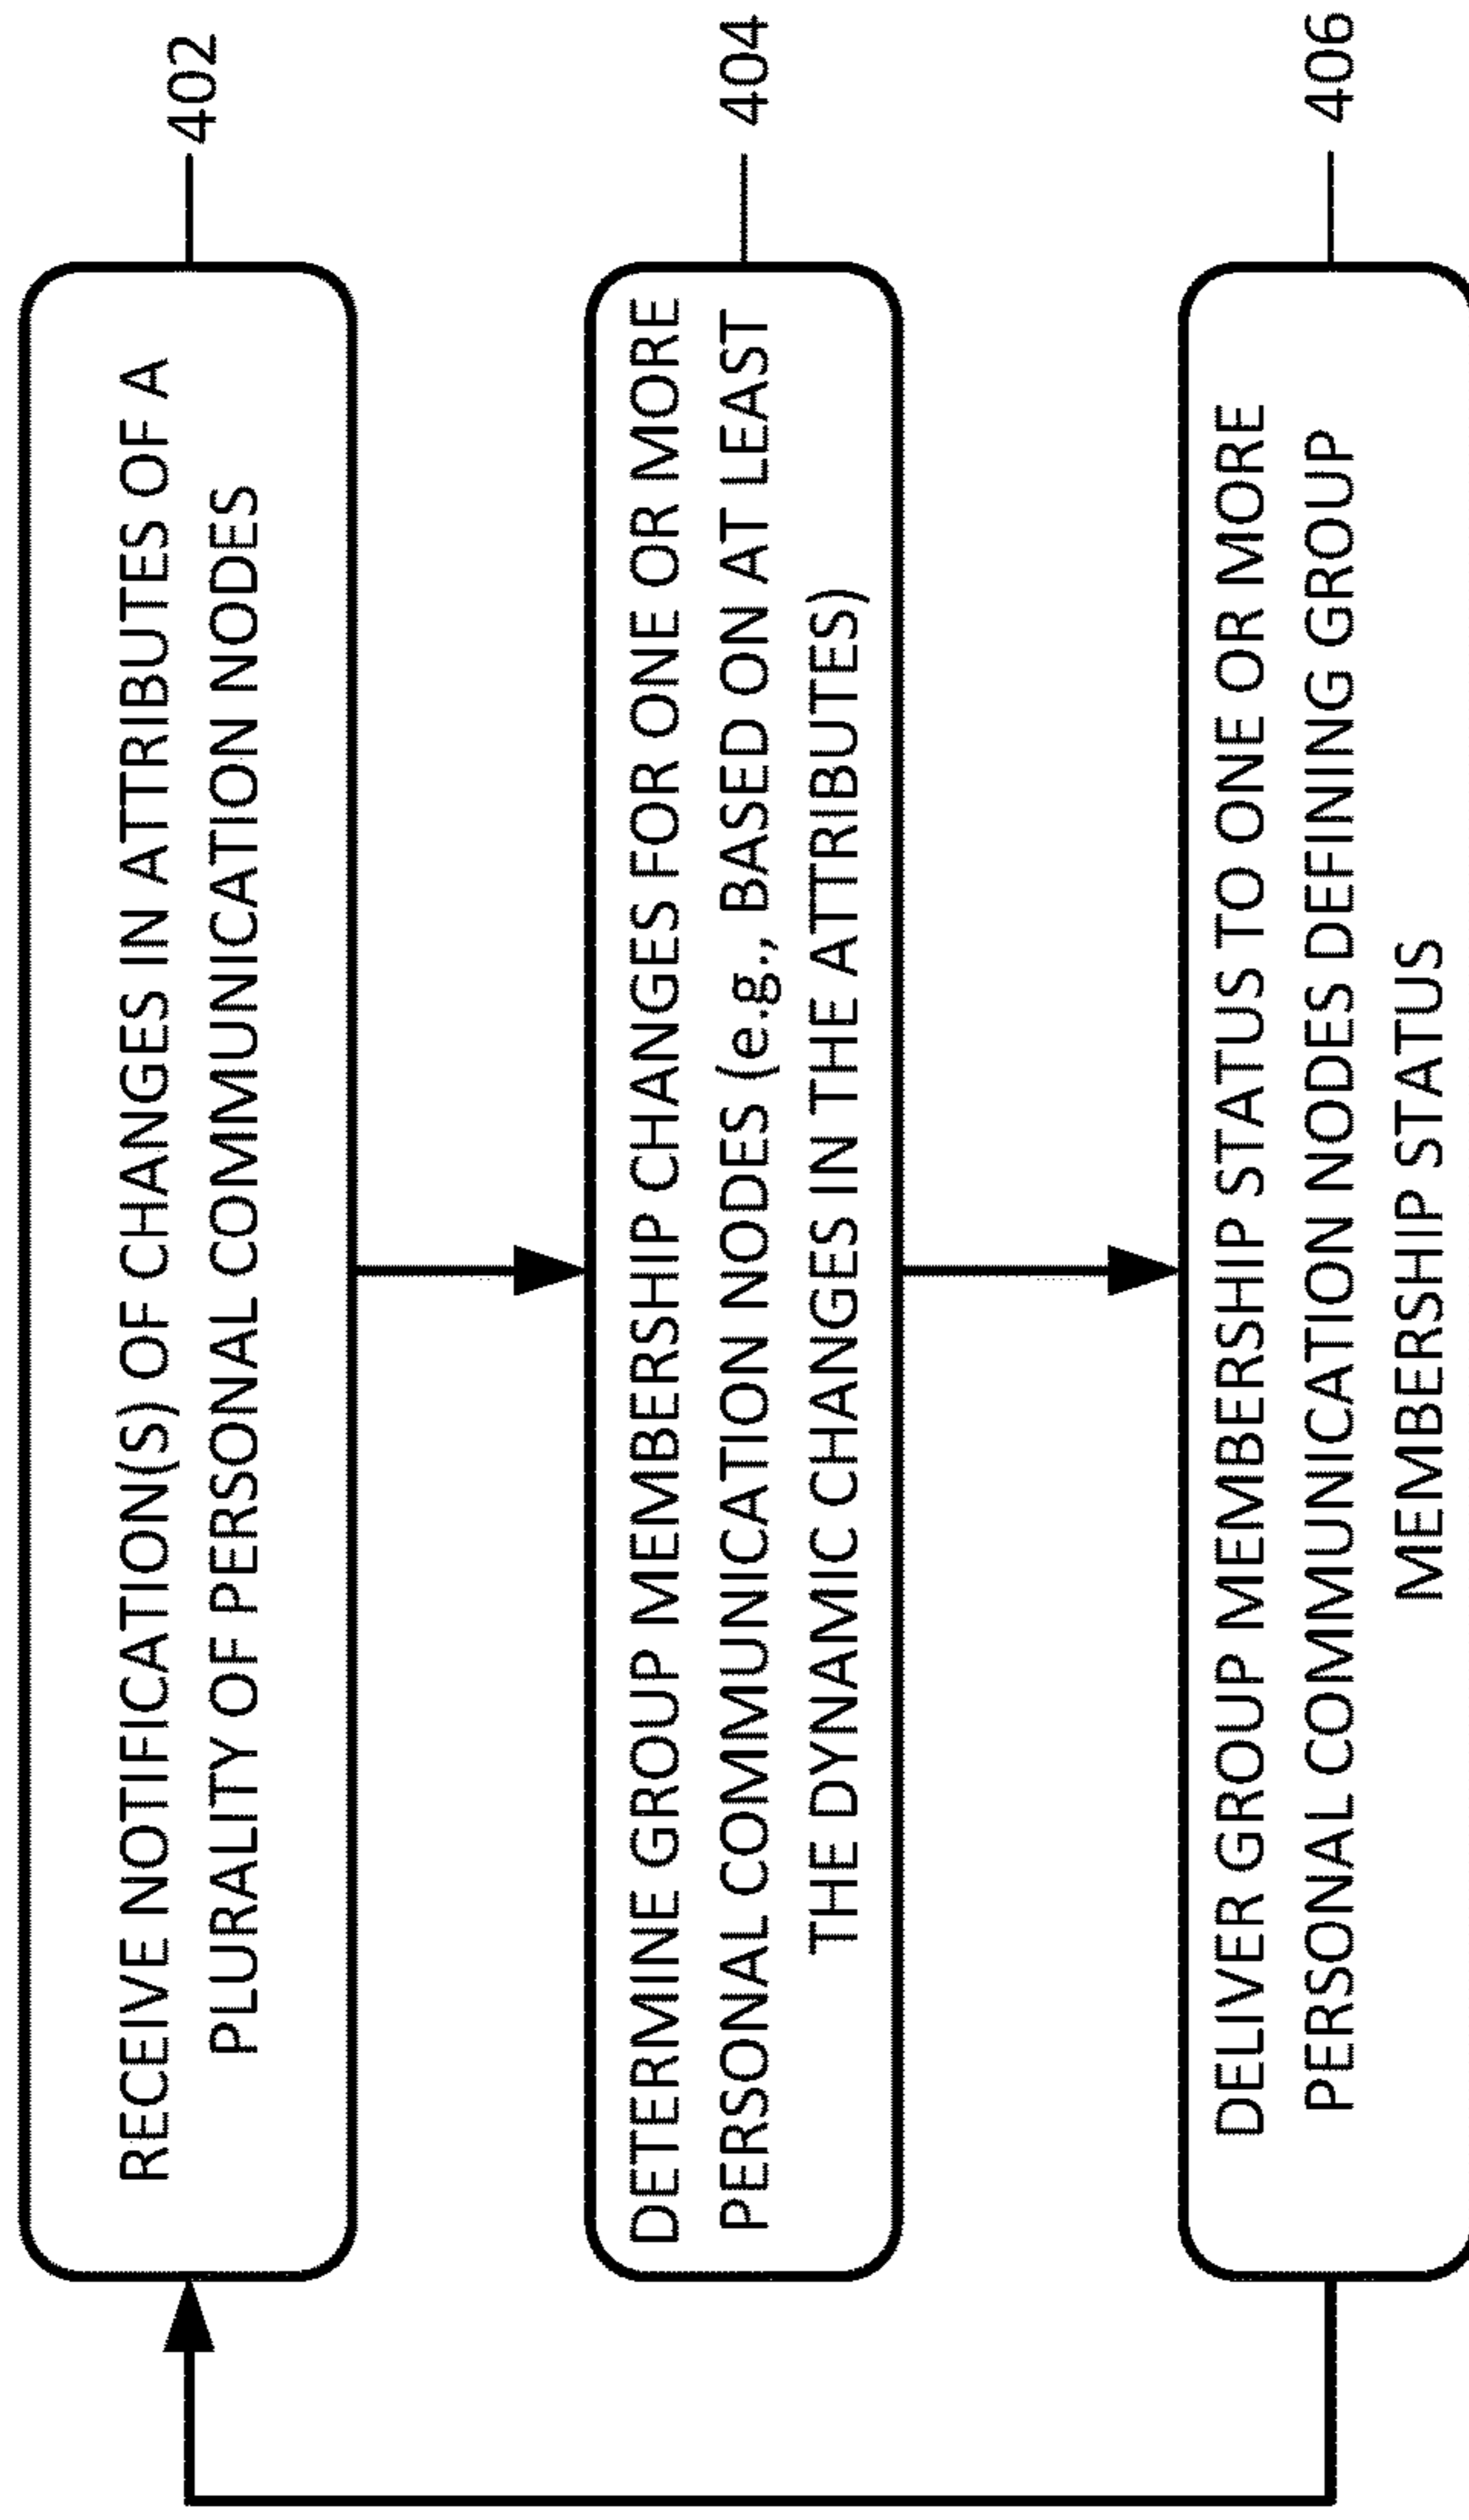 RECEIVE NOTIFICATION(S) OF CHANGES IN ATTRIBUTES OF A
PLURALITY OF PERSONAL COMMUNICATION NODES
402
DETERMINE GROUP MEMBERSHIP CHANGES FOR ONE OR MORE
PERSONAL COMMUNICATION NODES (e.g., BASED ON AT LEAST
THE DYNAMIC CHANGES IN THE ATTRIBUTES)
404
DELIVER GROUP MEMBERSHIP STATUS TO ONE OR MORE
PERSONAL COMMUNICATION NODES DEFINING GROUP
MEMBERSHIP STATUS
406